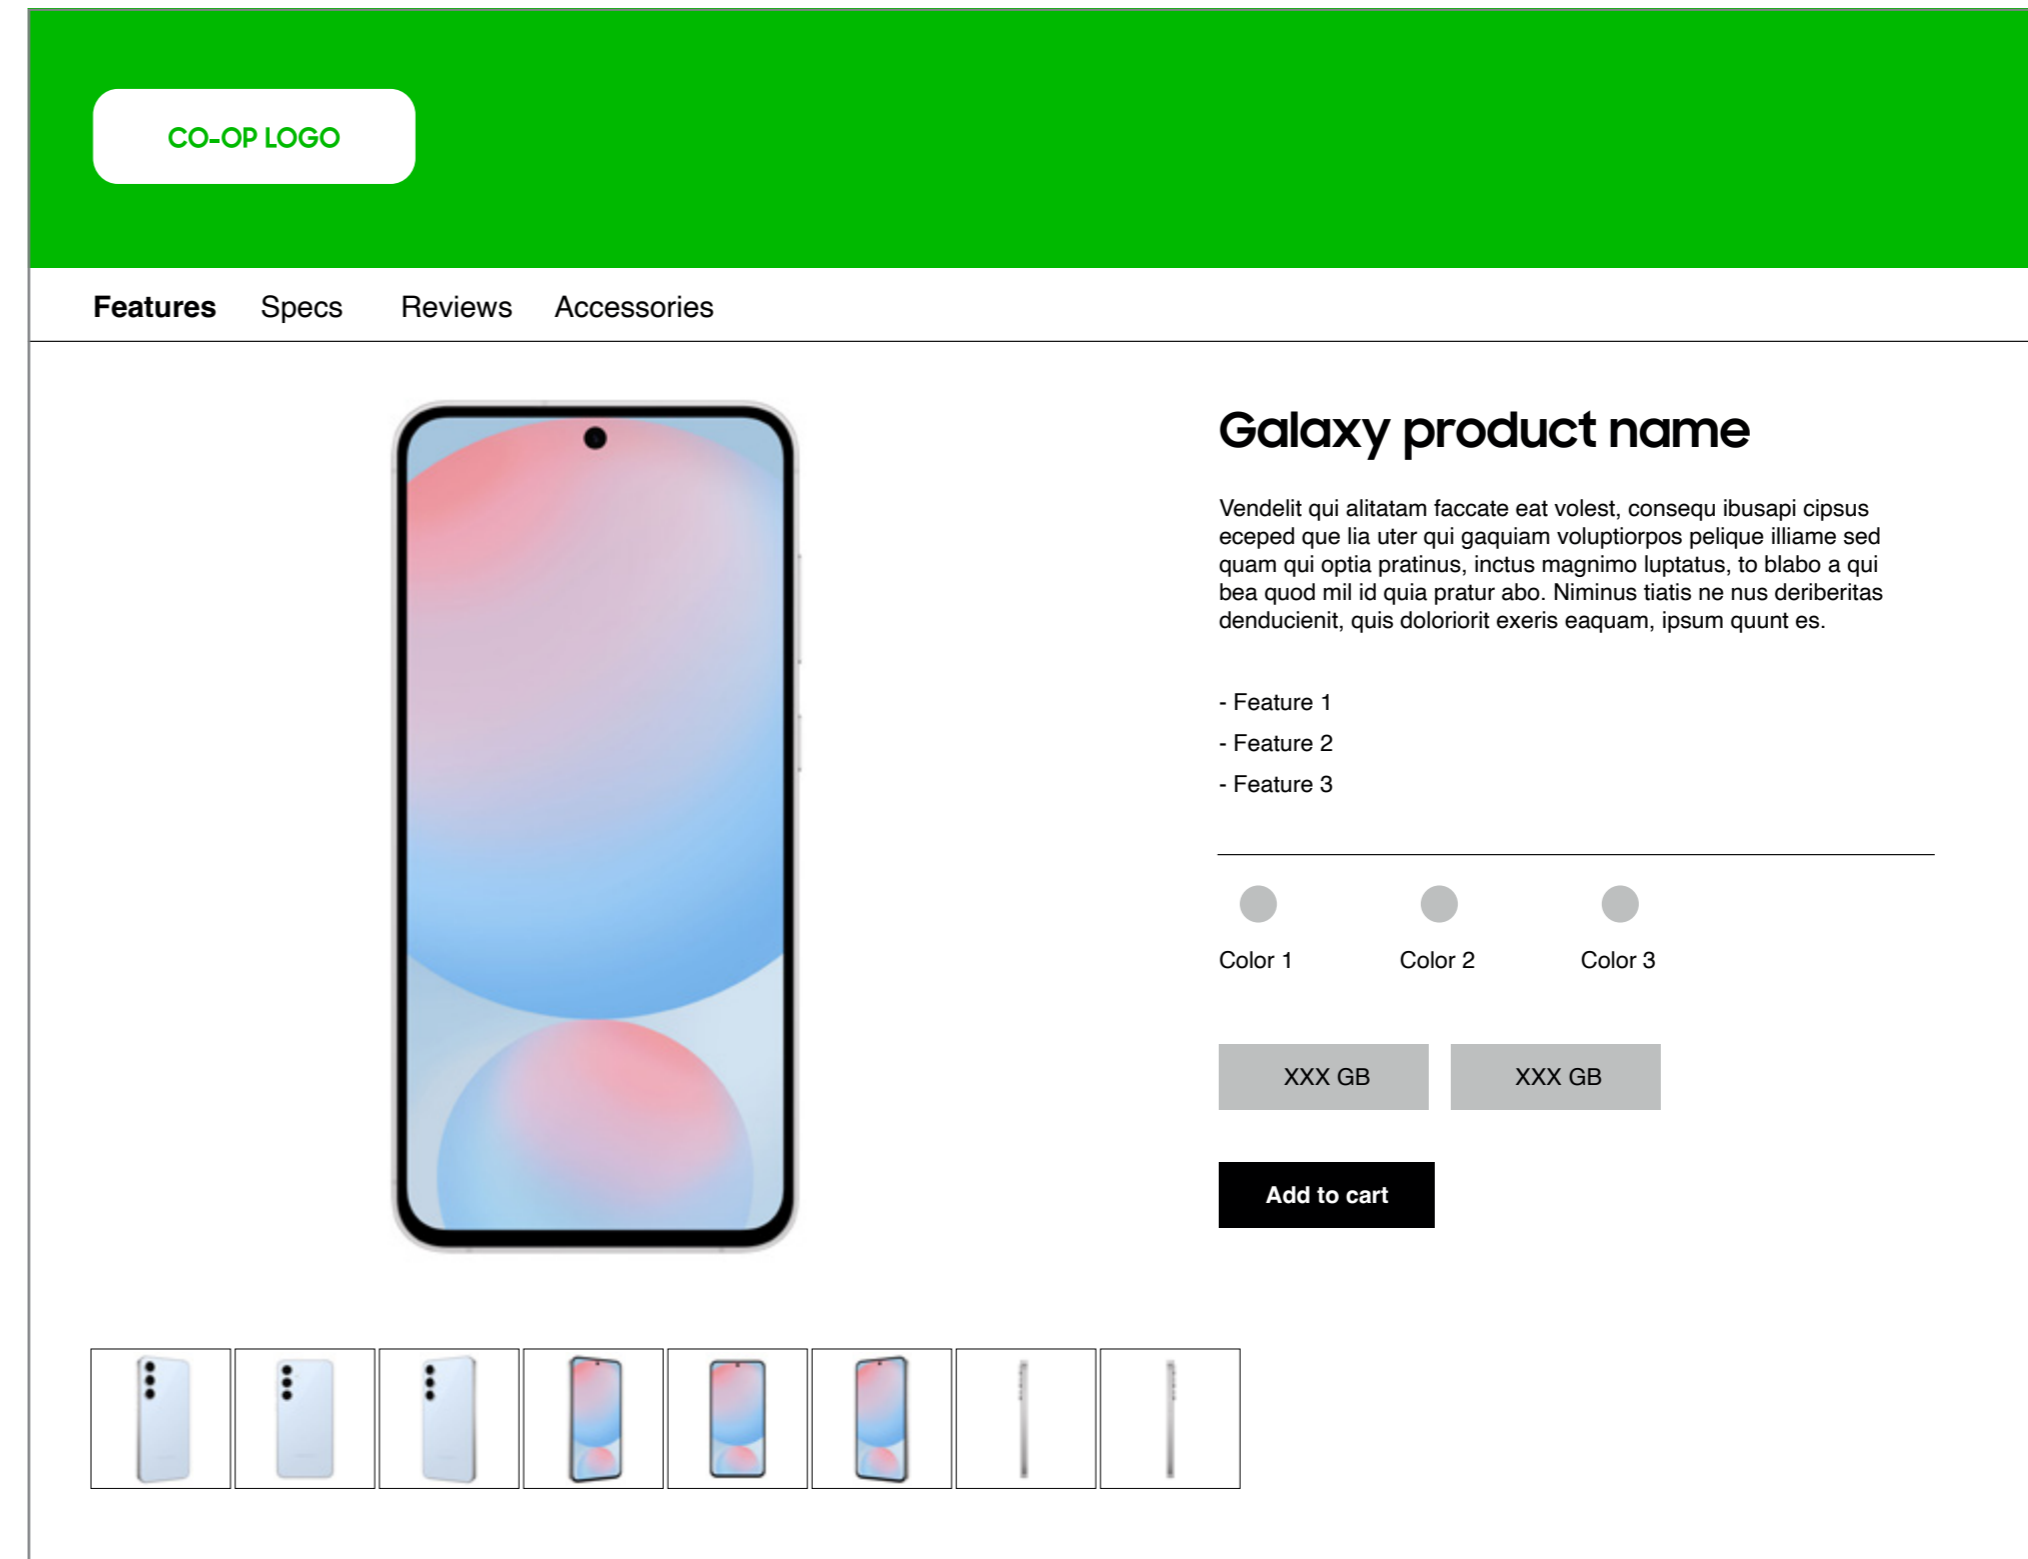 CO-OP LOGO
Features Specs Reviews Accessories
Galaxy product name
Vendelit qui alitatam faccate eat volest, consequ ibusapi cipsus
eceped que lia uter qui gaquiam voluptiorpos pelique illiame sed
quam qui optia pratinus, inctus magnimo luptatus, to blabo a qui
bea quod mil id quia pratur abo. Niminus tiatis ne nus deriberitas
denducienit, quis doloriorit exeris eaquam, ipsum quunt es.
- Feature 1
- Feature 2
- Feature 3
Color 1 Color 2 Color 3
XXX GB XXX GB
Add to cart